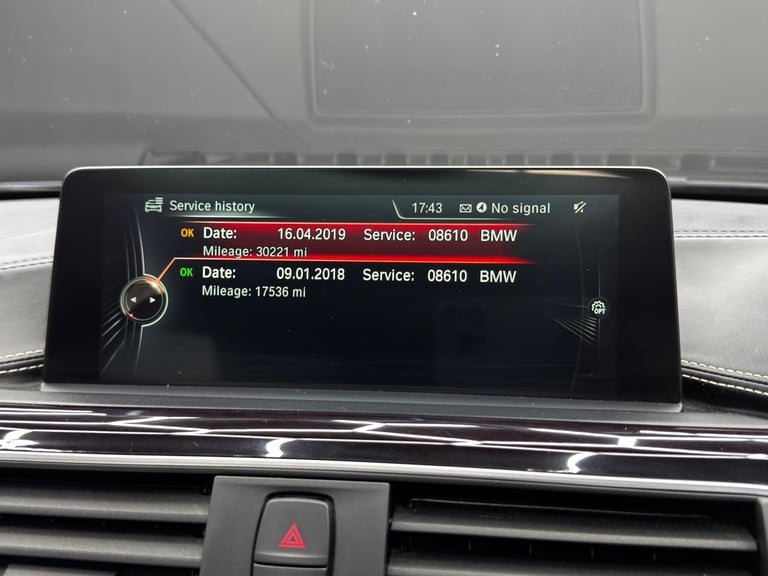 Service history 17:43 No signal
OK Date: 16.04.2019 Service: 08610 BMW
Mileage: 30221 mi
OK Date: 09.01.2018 Service: 08610 BMW
Mileage: 17536 mi
OPT